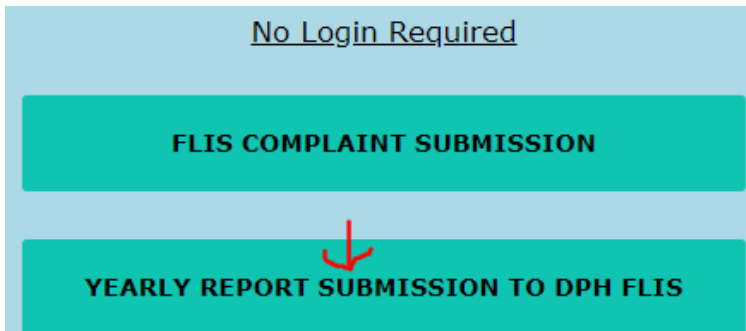 No Login Required
FLIS COMPLAINT SUBMISSION
YEARLY REPORT SUBMISSION TO DPH FLIS